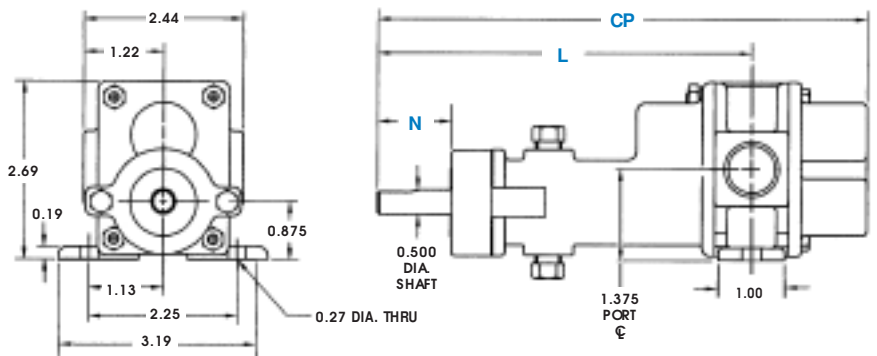 2.44
CP
1.22
L
N
2.69
0.19
0.875
0.500
DIA.
SHAFT
1.13
1.375
PORT
℄
1.00
2.25
0.27 DIA. THRU
3.19